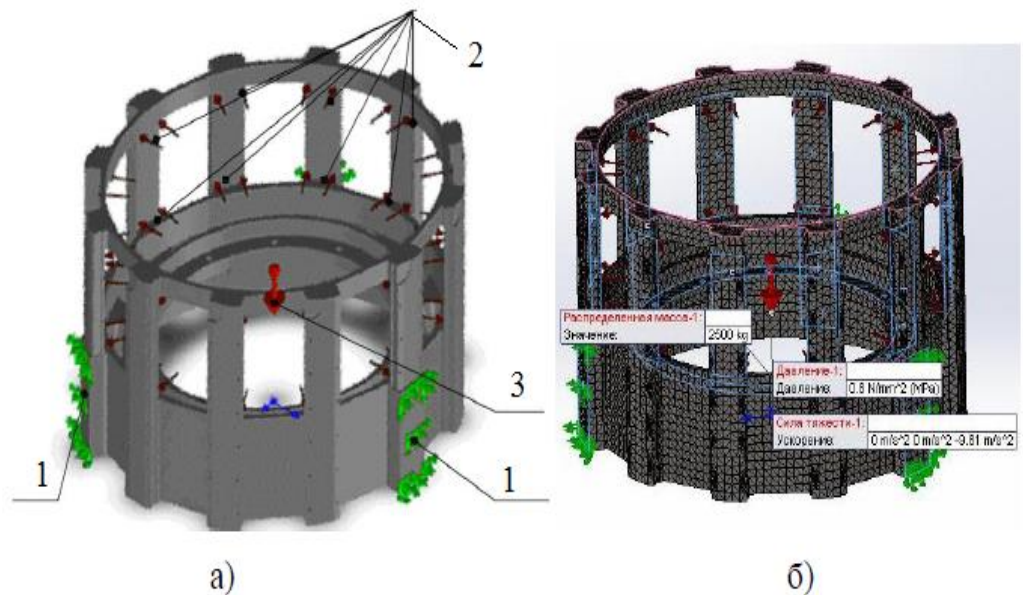 2
3
1
1
Распределенная масса-1:
Значение: 2500 kg
Давление-1:
Давление: 0.6 N/mm^2 (MPa)
Сила тяжести-1:
Ускорение: 0 m/s^2 0 m/s^2 -9.81 m/s^2
а)
б)